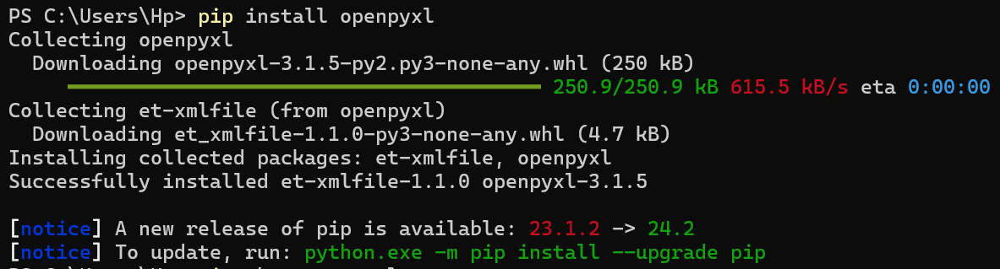 PS C:\Users\Hp> pip install openpyxl
Collecting openpyxl
  Downloading openpyxl-3.1.5-py2.py3-none-any.whl (250 kB)
250.9/250.9 kB 615.5 kB/s eta 0:00:00
Collecting et-xmlfile (from openpyxl)
  Downloading et_xmlfile-1.1.0-py3-none-any.whl (4.7 kB)
Installing collected packages: et-xmlfile, openpyxl
Successfully installed et-xmlfile-1.1.0 openpyxl-3.1.5
[notice] A new release of pip is available: 23.1.2 -> 24.2
[notice] To update, run: python.exe -m pip install --upgrade pip